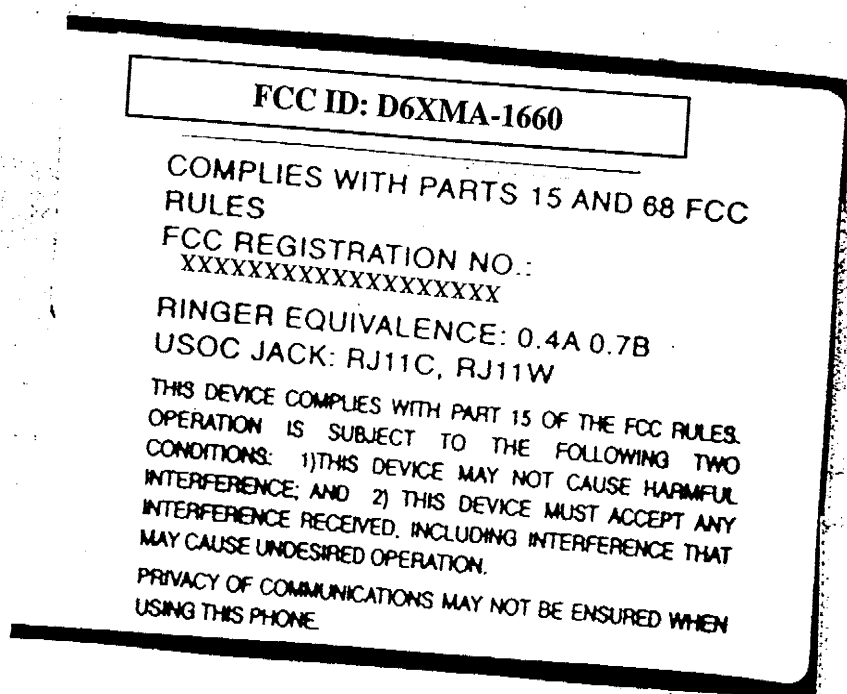 FCC ID: D6XMA-1660
COMPLIES WITH PARTS 15 AND 68 FCC
RULES
FCC REGISTRATION NO.:
XXXXXXXXXXXXXXXXXXX
RINGER EQUIVALENCE: 0.4A 0.7B
USOC JACK: RJ11C, RJ11W
THIS DEVICE COMPLIES WITH PART 15 OF THE FCC RULES.
OPERATION IS SUBJECT TO THE FOLLOWING TWO
CONDITIONS: 1)THIS DEVICE MAY NOT CAUSE HARMFUL
INTERFERENCE; AND 2) THIS DEVICE MUST ACCEPT ANY
INTERFERENCE RECEIVED, INCLUDING INTERFERENCE THAT
MAY CAUSE UNDESIRED OPERATION.
PRIVACY OF COMMUNICATIONS MAY NOT BE ENSURED WHEN
USING THIS PHONE.